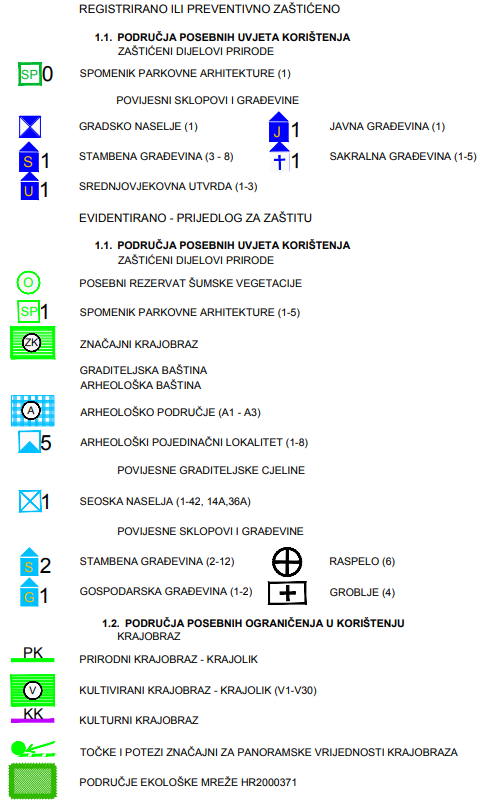 REGISTRIRANO ILI PREVENTIVNO ZAŠTIĆENO
1.1. PODRUČJA POSEBNIH UVJETA KORIŠTENJA
ZAŠTIĆENI DIJELOVI PRIRODE
SP 0 SPOMENIK PARKOVNE ARHITEKTURE (1)
POVIJESNI SKLOPOVI I GRAĐEVINE
GRADSKO NASELJE (1) J 1 JAVNA GRAĐEVINA (1)
S 1 STAMBENA GRAĐEVINA (3 - 8) 1 SAKRALNA GRAĐEVINA (1-5)
U 1 SREDNJOVJEKOVNA UTVRDA (1-3)
EVIDENTIRANO - PRIJEDLOG ZA ZAŠTITU
1.1. PODRUČJA POSEBNIH UVJETA KORIŠTENJA
ZAŠTIĆENI DIJELOVI PRIRODE
O POSEBNI REZERVAT ŠUMSKE VEGETACIJE
SP 1 SPOMENIK PARKOVNE ARHITEKTURE (1-5)
ZK ZNAČAJNI KRAJOBRAZ
GRADITELJSKA BAŠTINA
ARHEOLOŠKA BAŠTINA
A ARHEOLOŠKO PODRUČJE (A1 - A3)
5 ARHEOLOŠKI POJEDINAČNI LOKALITET (1-8)
POVIJESNE GRADITELJSKE CJELINE
1 SEOSKA NASELJA (1-42, 14A,36A)
POVIJESNE SKLOPOVI I GRAĐEVINE
S 2 STAMBENA GRAĐEVINA (2-12) RASPELO (6)
G 1 GOSPODARSKA GRAĐEVINA (1-2) GROBLJE (4)
1.2. PODRUČJA POSEBNIH OGRANIČENJA U KORIŠTENJU
KRAJOBRAZ
PK PRIRODNI KRAJOBRAZ - KRAJOLIK
V KULTIVIRANI KRAJOBRAZ - KRAJOLIK (V1-V30)
KK KULTURNI KRAJOBRAZ
TOČKE I POTEZI ZNAČAJNI ZA PANORAMSKE VRIJEDNOSTI KRAJOBRAZA
PODRUČJE EKOLOŠKE MREŽE HR2000371